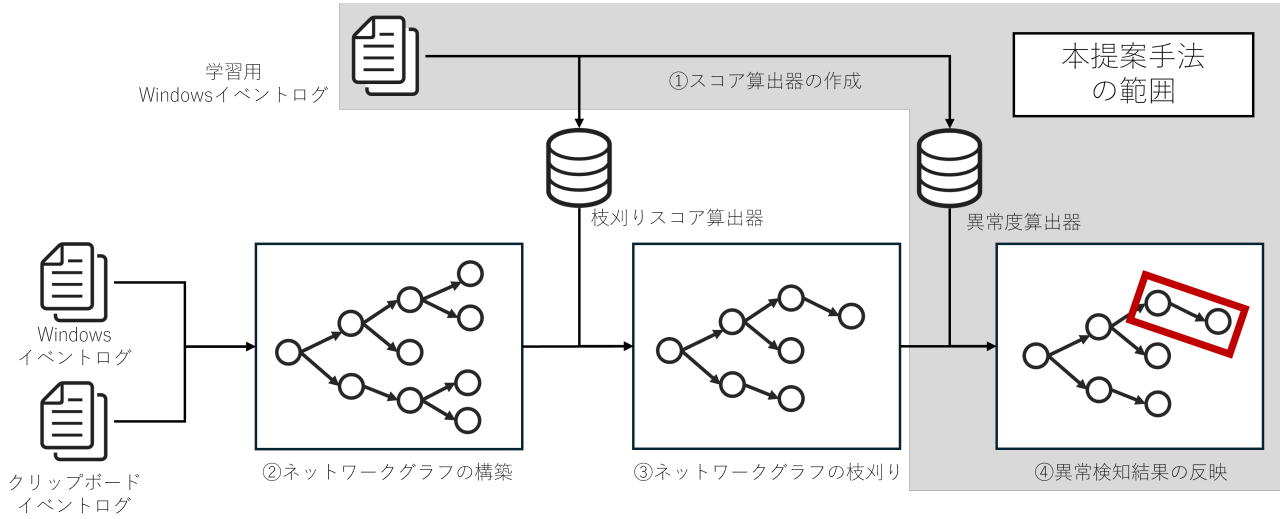 学習用
Windowsイベントログ
①スコア算出器の作成
本提案手法
の範囲
枝刈りスコア算出器
異常度算出器
Windows
イベントログ
クリップボード
イベントログ
②ネットワークグラフの構築
③ネットワークグラフの枝刈り
④異常検知結果の反映